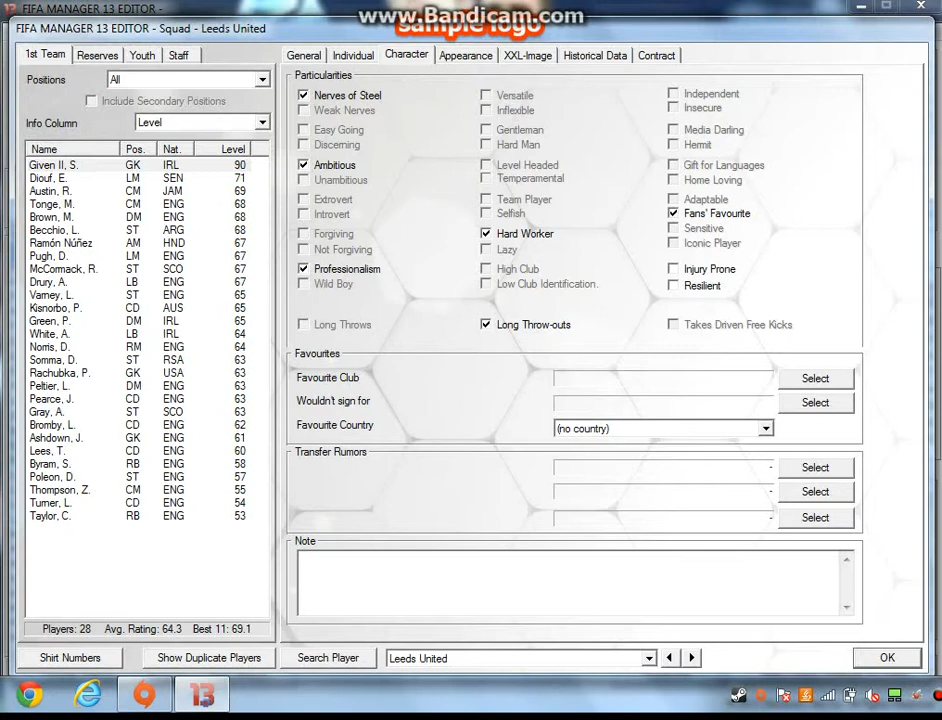 FIFA MANAGER 13 EDITOR -
www.Bandicam.com
sample logo
FIFA MANAGER 13 EDITOR - Squad - Leeds United
1st Team Reserves Youth Staff
General Individual Character Appearance XXL-Image Historical Data Contract
Positions All
Include Secondary Positions
Info Column Level
Name Pos. Nat. Level
Given II, S. GK IRL 90
Diouf, E. LM SEN 71
Austin, R. CM JAM 69
Tonge, M. CM ENG 68
Brown, M. DM ENG 68
Becchio, L. ST ARG 68
Ramón Núñez AM HND 67
Pugh, D. LM ENG 67
McCormack, R. ST SCO 67
Drury, A. LB ENG 67
Varney, L. ST ENG 65
Kisnorbo, P. CD AUS 65
Green, P. DM IRL 65
White, A. LB IRL 64
Norris, D. RM ENG 64
Somma, D. ST RSA 63
Rachubka, P. GK USA 63
Peltier, L. DM ENG 63
Pearce, J. CD ENG 63
Gray, A. ST SCO 63
Bromby, L. CD ENG 62
Ashdown, J. GK ENG 61
Lees, T. CD ENG 60
Byram, S. RB ENG 58
Poleon, D. ST ENG 57
Thompson, Z. CM ENG 55
Turner, L. CD ENG 54
Taylor, C. RB ENG 53
Players: 28 Avg. Rating: 64.3 Best 11: 69.1
Particularities
Nerves of Steel Versatile Independent
Weak Nerves Inflexible Insecure
Easy Going Gentleman Media Darling
Discerning Hard Man Hermit
Ambitious Level Headed Gift for Languages
Unambitious Temperamental Home Loving
Extrovert Team Player Adaptable
Introvert Selfish Fans' Favourite
Forgiving Hard Worker Sensitive
Not Forgiving Lazy Iconic Player
Professionalism High Club Injury Prone
Wild Boy Low Club Identification. Resilient
Long Throws Long Throw-outs Takes Driven Free Kicks
Favourites
Favourite Club Select
Wouldn't sign for Select
Favourite Country (no country)
Transfer Rumors
- Select
- Select
- Select
Note
Shirt Numbers Show Duplicate Players Search Player Leeds United OK
13